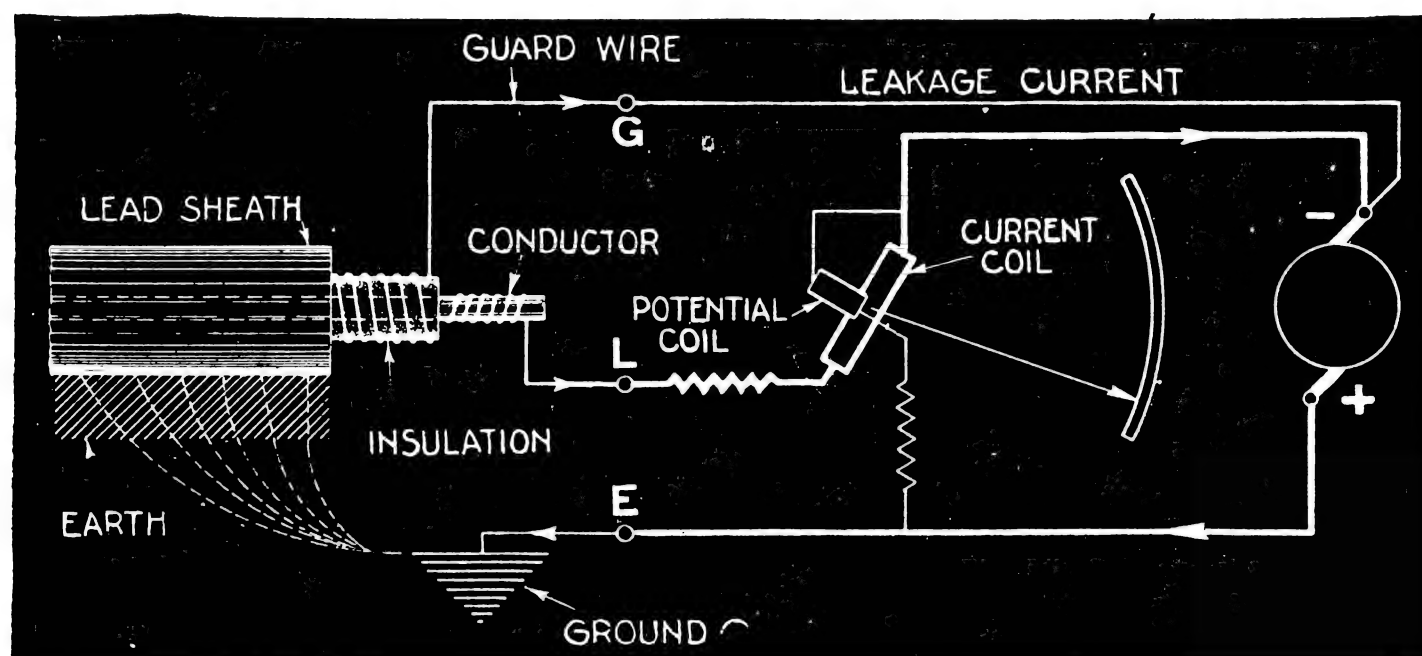 GUARD WIRE
LEAKAGE CURRENT
G
LEAD SHEATH
CONDUCTOR
CURRENT
COIL
−
POTENTIAL
COIL
L
+
INSULATION
E
EARTH
GROUND